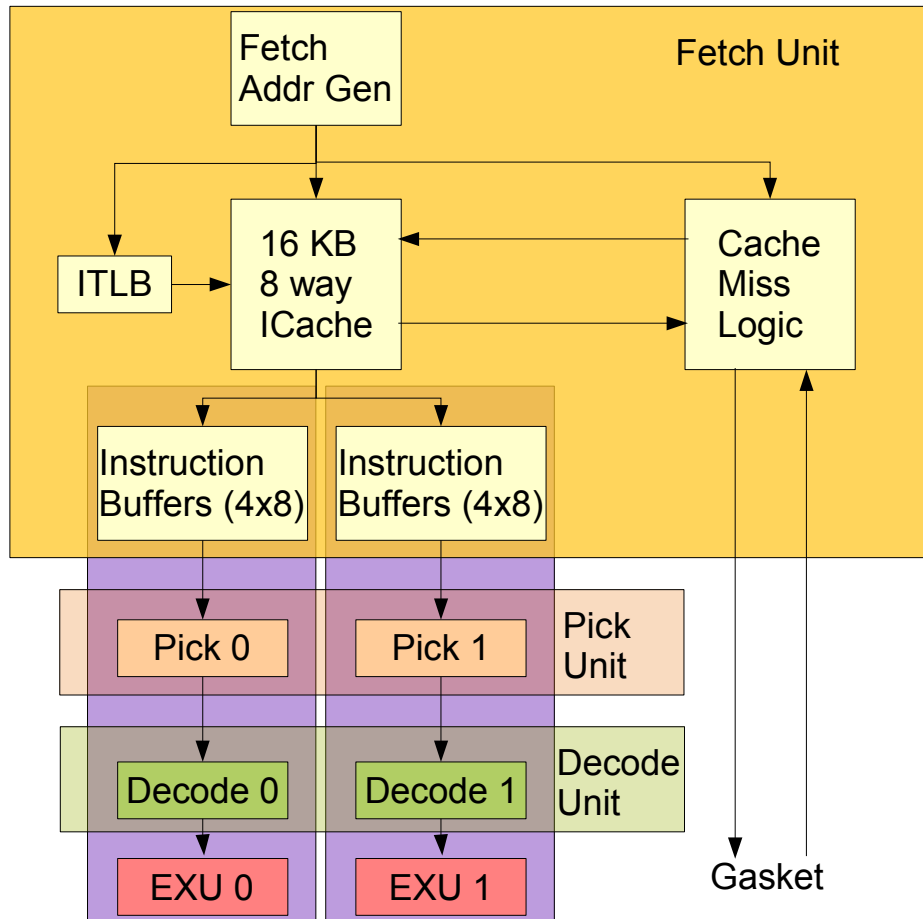 Fetch
Addr Gen
Fetch Unit
ITLB
16 KB
8 way
ICache
Cache
Miss
Logic
Instruction
Buffers (4x8)
Instruction
Buffers (4x8)
Pick 0
Pick 1
Pick
Unit
Decode 0
Decode 1
Decode
Unit
EXU 0
EXU 1
Gasket